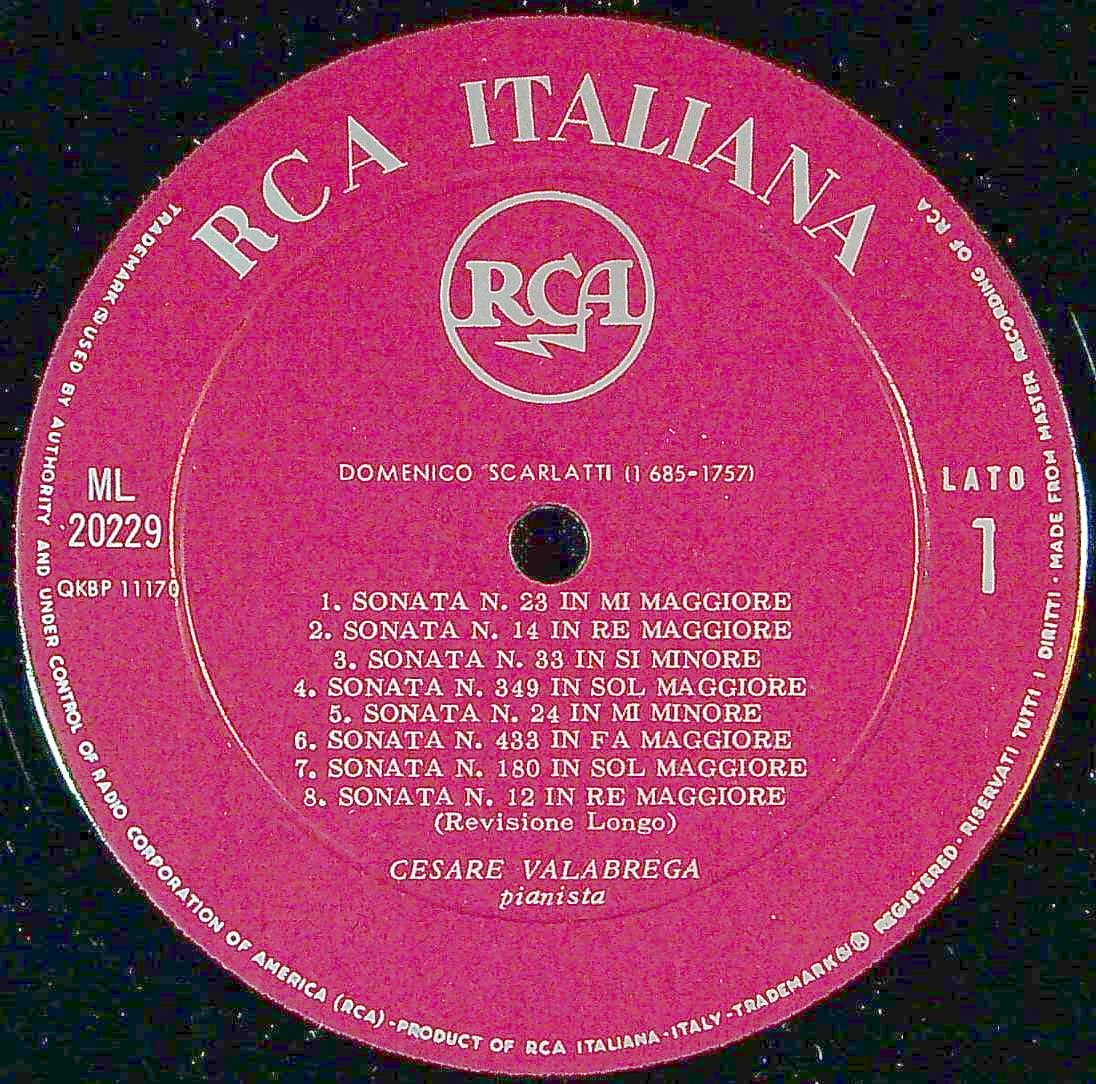 RCA ITALIANA
RCA
DOMENICO SCARLATTI (1685-1757)
ML
20229
QKBP 11170
LATO
1
1. SONATA N. 23 IN MI MAGGIORE
2. SONATA N. 14 IN RE MAGGIORE
3. SONATA N. 33 IN SI MINORE
4. SONATA N. 349 IN SOL MAGGIORE
5. SONATA N. 24 IN MI MINORE
6. SONATA N. 433 IN FA MAGGIORE
7. SONATA N. 180 IN SOL MAGGIORE
8. SONATA N. 12 IN RE MAGGIORE
(Revisione Longo)
CESARE VALABREGA
pianista
TRADEMARK(S) USED BY AUTHORITY AND UNDER CONTROL OF RADIO CORPORATION OF AMERICA (RCA) - PRODUCT OF RCA ITALIANA - ITALY - TRADEMARK(S) ® REGISTERED · RISERVATI TUTTI I DIRITTI · MADE FROM MASTER RECORDING OF RCA